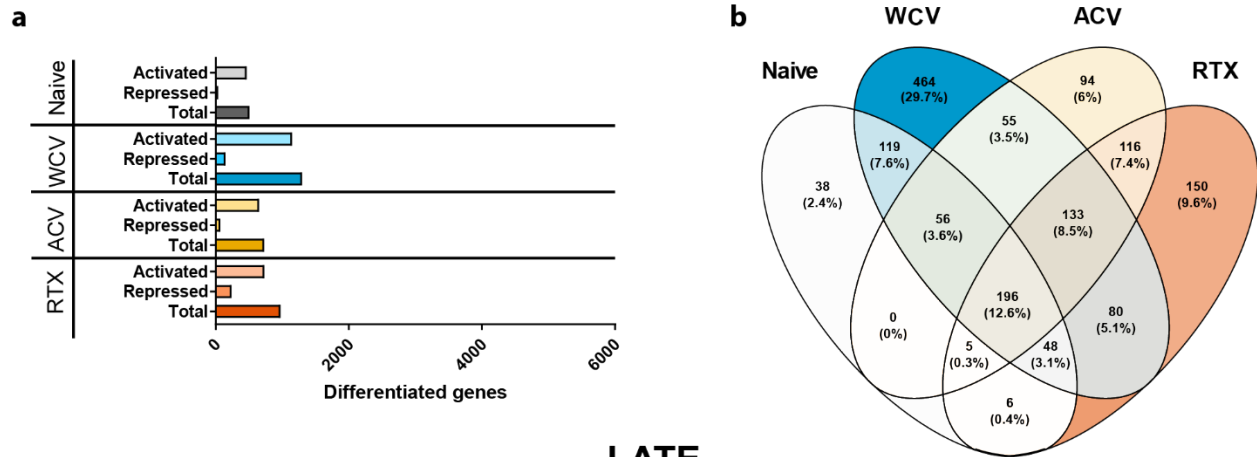 a
Naive
Activated
Repressed
Total
WCV
Activated
Repressed
Total
ACV
Activated
Repressed
Total
RTX
Activated
Repressed
Total
0
2000
4000
6000
Differentiated genes
b
WCV
ACV
Naive
RTX
464
(29.7%)
94
(6%)
55
(3.5%)
119
(7.6%)
116
(7.4%)
38
(2.4%)
150
(9.6%)
56
(3.6%)
133
(8.5%)
196
(12.6%)
0
(0%)
80
(5.1%)
5
(0.3%)
48
(3.1%)
6
(0.4%)
LATE